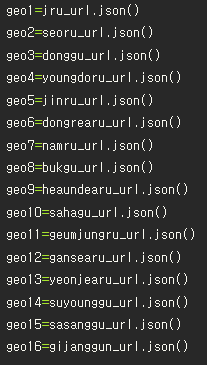 geo1=jru_url.json()
geo2=seoru_url.json()
geo3=donggu_url.json()
geo4=youngdoru_url.json()
geo5=jinru_url.json()
geo6=dongrearu_url.json()
geo7=namru_url.json()
geo8=bukgu_url.json()
geo9=heaundearu_url.json()
geo10=sahagu_url.json()
geo11=geumjungru_url.json()
geo12=gansearu_url.json()
geo13=yeonjearu_url.json()
geo14=suyounggu_url.json()
geo15=sasanggu_url.json()
geo16=gijanggun_url.json()